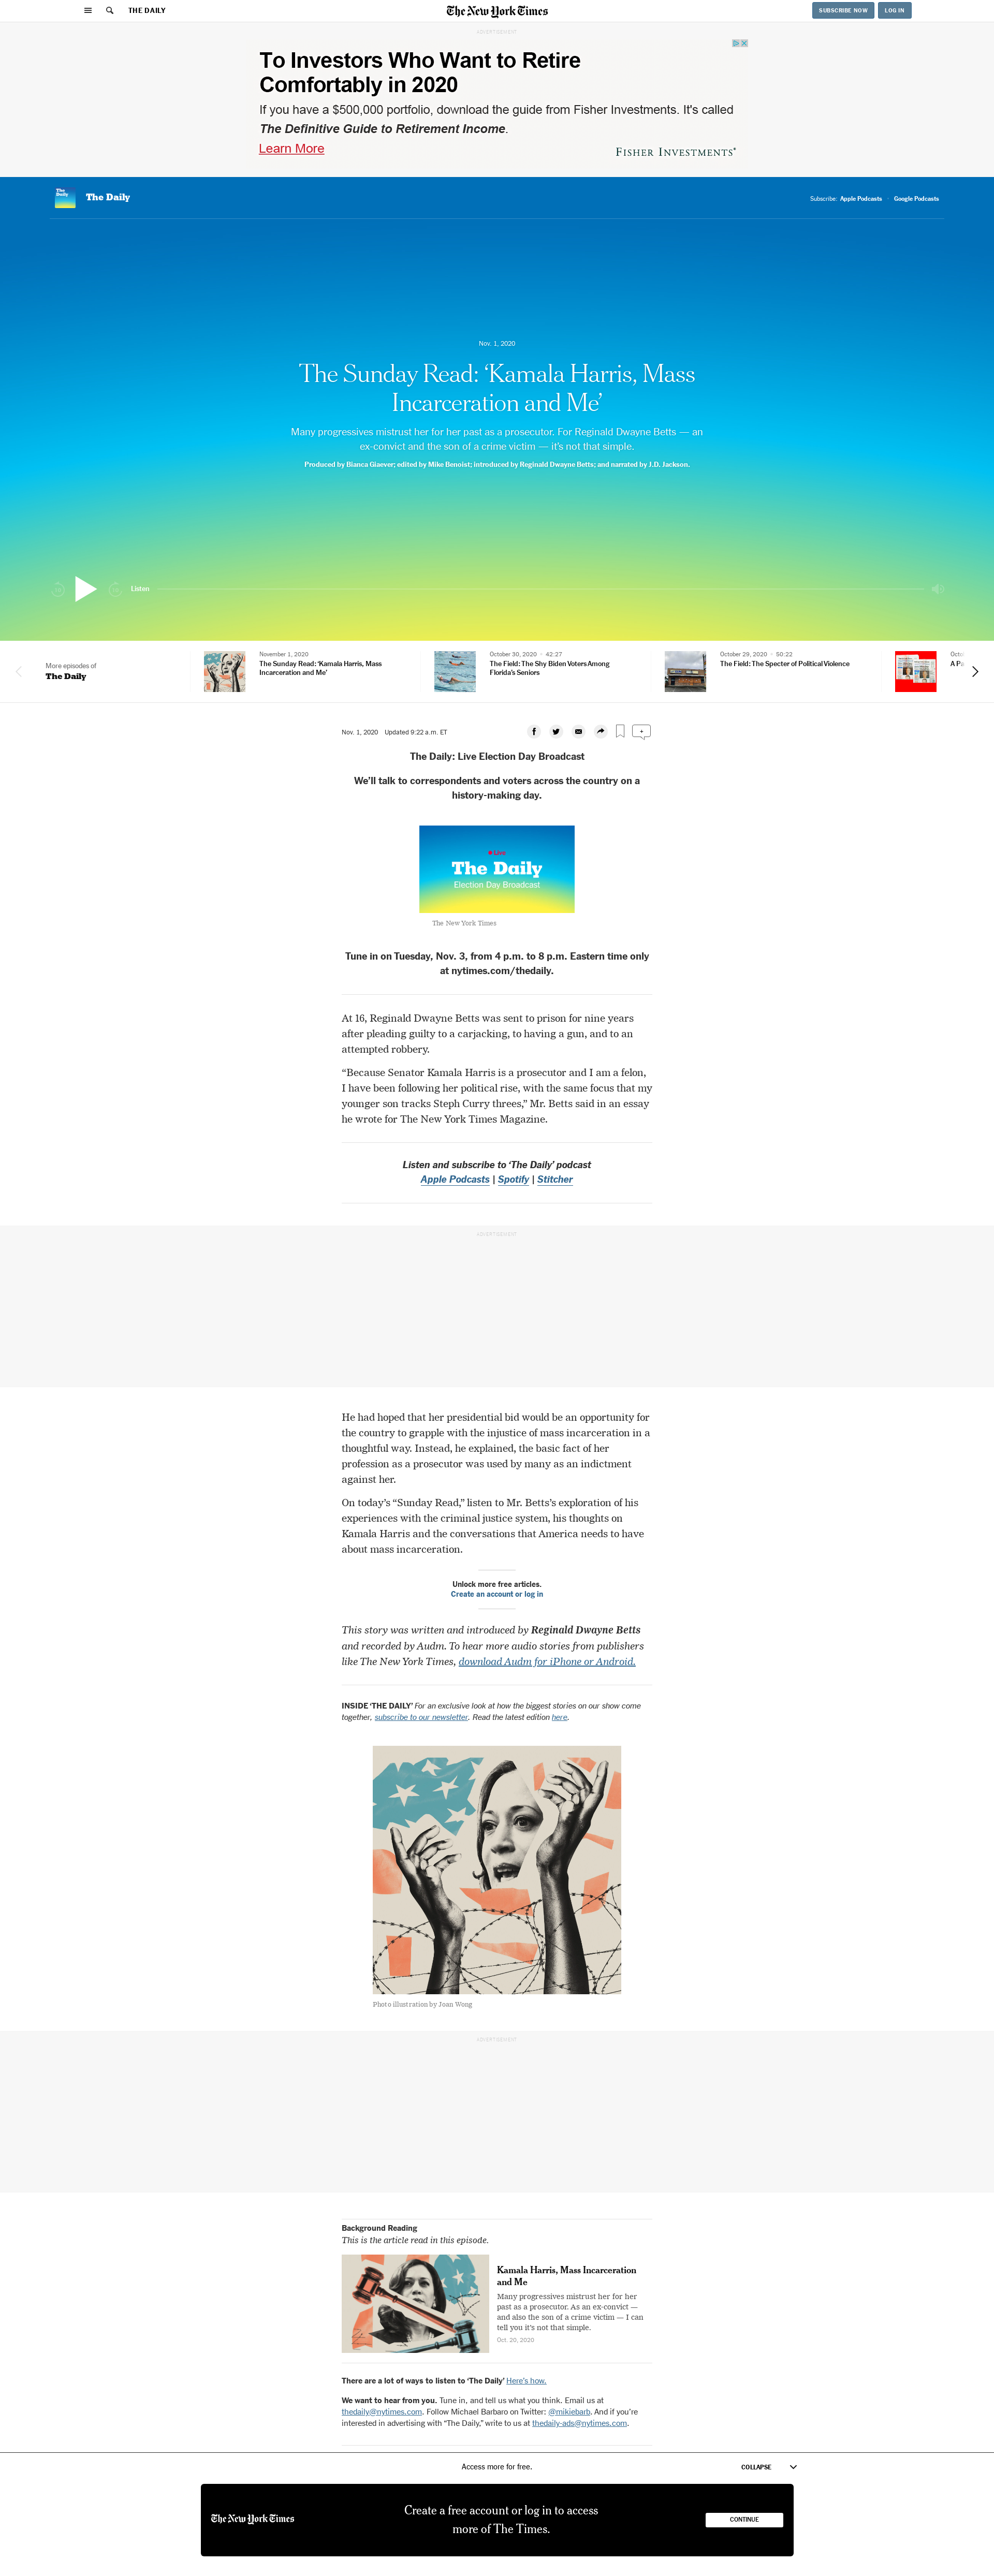 THE DAILY
The New York Times
SUBSCRIBE NOW
LOG IN
ADVERTISEMENT
To Investors Who Want to Retire
Comfortably in 2020
If you have a $500,000 portfolio, download the guide from Fisher Investments. It's called
The Definitive Guide to Retirement Income.
Learn More
FISHER INVESTMENTS®
The Daily
The Daily
Subscribe: Apple Podcasts · Google Podcasts
Nov. 1, 2020
The Sunday Read: ‘Kamala Harris, Mass
Incarceration and Me’
Many progressives mistrust her for her past as a prosecutor. For Reginald Dwayne Betts — an
ex-convict and the son of a crime victim — it’s not that simple.
Produced by Bianca Giaever; edited by Mike Benoist; introduced by Reginald Dwayne Betts; and narrated by J.D. Jackson.
Listen
More episodes of
The Daily
November 1, 2020
The Sunday Read: ‘Kamala Harris, Mass
Incarceration and Me’
October 30, 2020 · 42:27
The Field: The Shy Biden Voters Among
Florida’s Seniors
October 29, 2020 · 50:22
The Field: The Specter of Political Violence
Nov. 1, 2020 Updated 9:22 a.m. ET
The Daily: Live Election Day Broadcast
We’ll talk to correspondents and voters across the country on a
history-making day.
Live
The Daily
Election Day Broadcast
The New York Times
Tune in on Tuesday, Nov. 3, from 4 p.m. to 8 p.m. Eastern time only
at nytimes.com/thedaily.
At 16, Reginald Dwayne Betts was sent to prison for nine years
after pleading guilty to a carjacking, to having a gun, and to an
attempted robbery.
“Because Senator Kamala Harris is a prosecutor and I am a felon,
I have been following her political rise, with the same focus that my
younger son tracks Steph Curry threes,” Mr. Betts said in an essay
he wrote for The New York Times Magazine.
Listen and subscribe to ‘The Daily’ podcast
Apple Podcasts | Spotify | Stitcher
ADVERTISEMENT
He had hoped that her presidential bid would be an opportunity for
the country to grapple with the injustice of mass incarceration in a
thoughtful way. Instead, he explained, the basic fact of her
profession as a prosecutor was used by many as an indictment
against her.
On today’s “Sunday Read,” listen to Mr. Betts’s exploration of his
experiences with the criminal justice system, his thoughts on
Kamala Harris and the conversations that America needs to have
about mass incarceration.
Unlock more free articles.
Create an account or log in
This story was written and introduced by Reginald Dwayne Betts
and recorded by Audm. To hear more audio stories from publishers
like The New York Times, download Audm for iPhone or Android.
INSIDE ‘THE DAILY’ For an exclusive look at how the biggest stories on our show come
together, subscribe to our newsletter. Read the latest edition here.
Photo illustration by Joan Wong
ADVERTISEMENT
Background Reading
This is the article read in this episode.
Kamala Harris, Mass Incarceration
and Me
Many progressives mistrust her for her
past as a prosecutor. As an ex-convict —
and also the son of a crime victim — I can
tell you it’s not that simple.
Oct. 20, 2020
There are a lot of ways to listen to ‘The Daily’ Here’s how.
We want to hear from you. Tune in, and tell us what you think. Email us at
thedaily@nytimes.com. Follow Michael Barbaro on Twitter: @mikiebarb. And if you’re
interested in advertising with “The Daily,” write to us at thedaily-ads@nytimes.com.
Access more for free.
COLLAPSE
The New York Times
Create a free account or log in to access
more of The Times.
CONTINUE